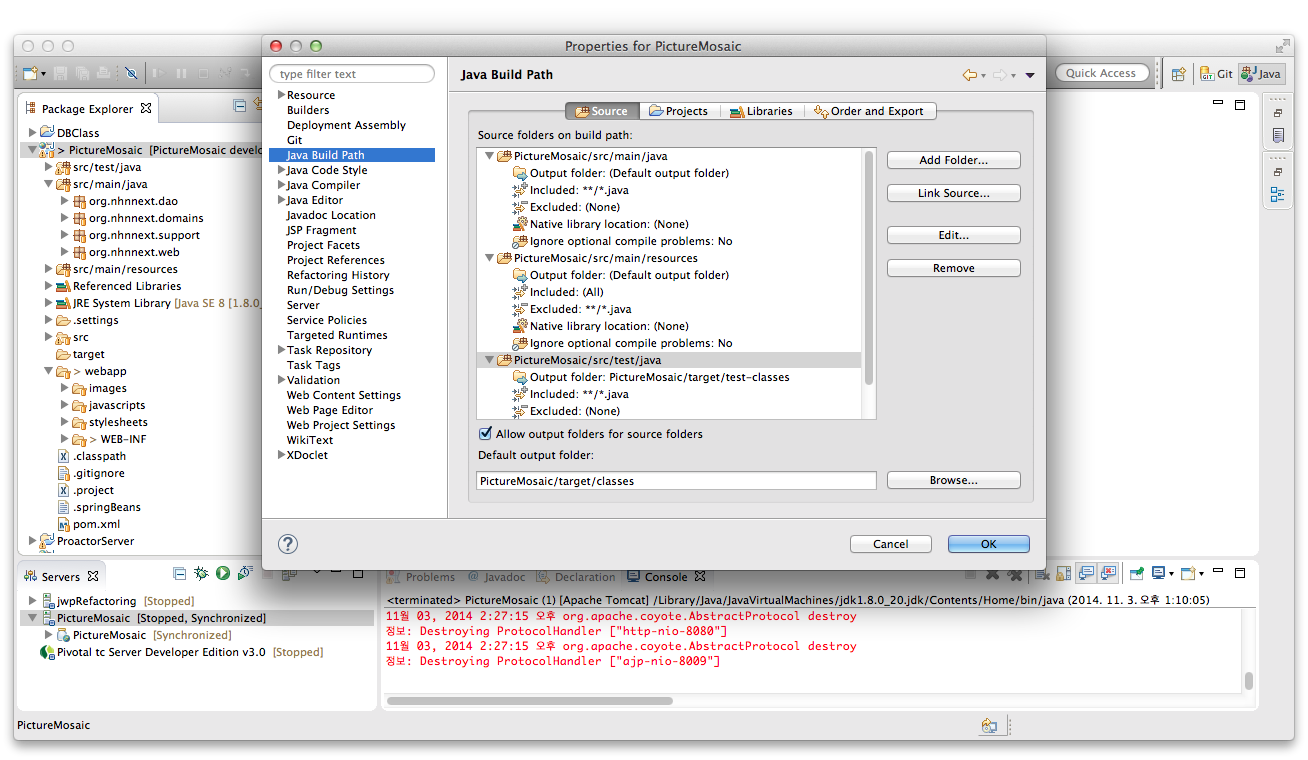 Properties for PictureMosaic
Quick Access
Git
Java
Package Explorer
DBClass
> PictureMosaic [PictureMosaic develo
src/test/java
src/main/java
org.nhnnext.dao
org.nhnnext.domains
org.nhnnext.support
org.nhnnext.web
src/main/resources
Referenced Libraries
JRE System Library [Java SE 8 [1.8.0_
.settings
src
target
> webapp
images
javascripts
stylesheets
> WEB-INF
.classpath
.gitignore
.project
.springBeans
pom.xml
ProactorServer
type filter text
Resource
Builders
Deployment Assembly
Git
Java Build Path
Java Code Style
Java Compiler
Java Editor
Javadoc Location
JSP Fragment
Project Facets
Project References
Refactoring History
Run/Debug Settings
Server
Service Policies
Targeted Runtimes
Task Repository
Task Tags
Validation
Web Content Settings
Web Page Editor
Web Project Settings
WikiText
XDoclet
Java Build Path
Source
Projects
Libraries
Order and Export
Source folders on build path:
PictureMosaic/src/main/java
Output folder: (Default output folder)
Included: **/*.java
Excluded: (None)
Native library location: (None)
Ignore optional compile problems: No
PictureMosaic/src/main/resources
Output folder: (Default output folder)
Included: (All)
Excluded: **/*.java
Native library location: (None)
Ignore optional compile problems: No
PictureMosaic/src/test/java
Output folder: PictureMosaic/target/test-classes
Included: **/*.java
Excluded: (None)
Add Folder...
Link Source...
Edit...
Remove
Allow output folders for source folders
Default output folder:
PictureMosaic/target/classes
Browse...
?
Cancel
OK
Servers
jwpRefactoring [Stopped]
PictureMosaic [Stopped, Synchronized]
PictureMosaic [Synchronized]
Pivotal tc Server Developer Edition v3.0 [Stopped]
Problems
@ Javadoc
Declaration
Console
<terminated> PictureMosaic (1) [Apache Tomcat] /Library/Java/JavaVirtualMachines/jdk1.8.0_20.jdk/Contents/Home/bin/java (2014. 11. 3. 오후 1:10:05)
11월 03, 2014 2:27:15 오후 org.apache.coyote.AbstractProtocol destroy
정보: Destroying ProtocolHandler ["http-nio-8080"]
11월 03, 2014 2:27:15 오후 org.apache.coyote.AbstractProtocol destroy
정보: Destroying ProtocolHandler ["ajp-nio-8009"]
PictureMosaic